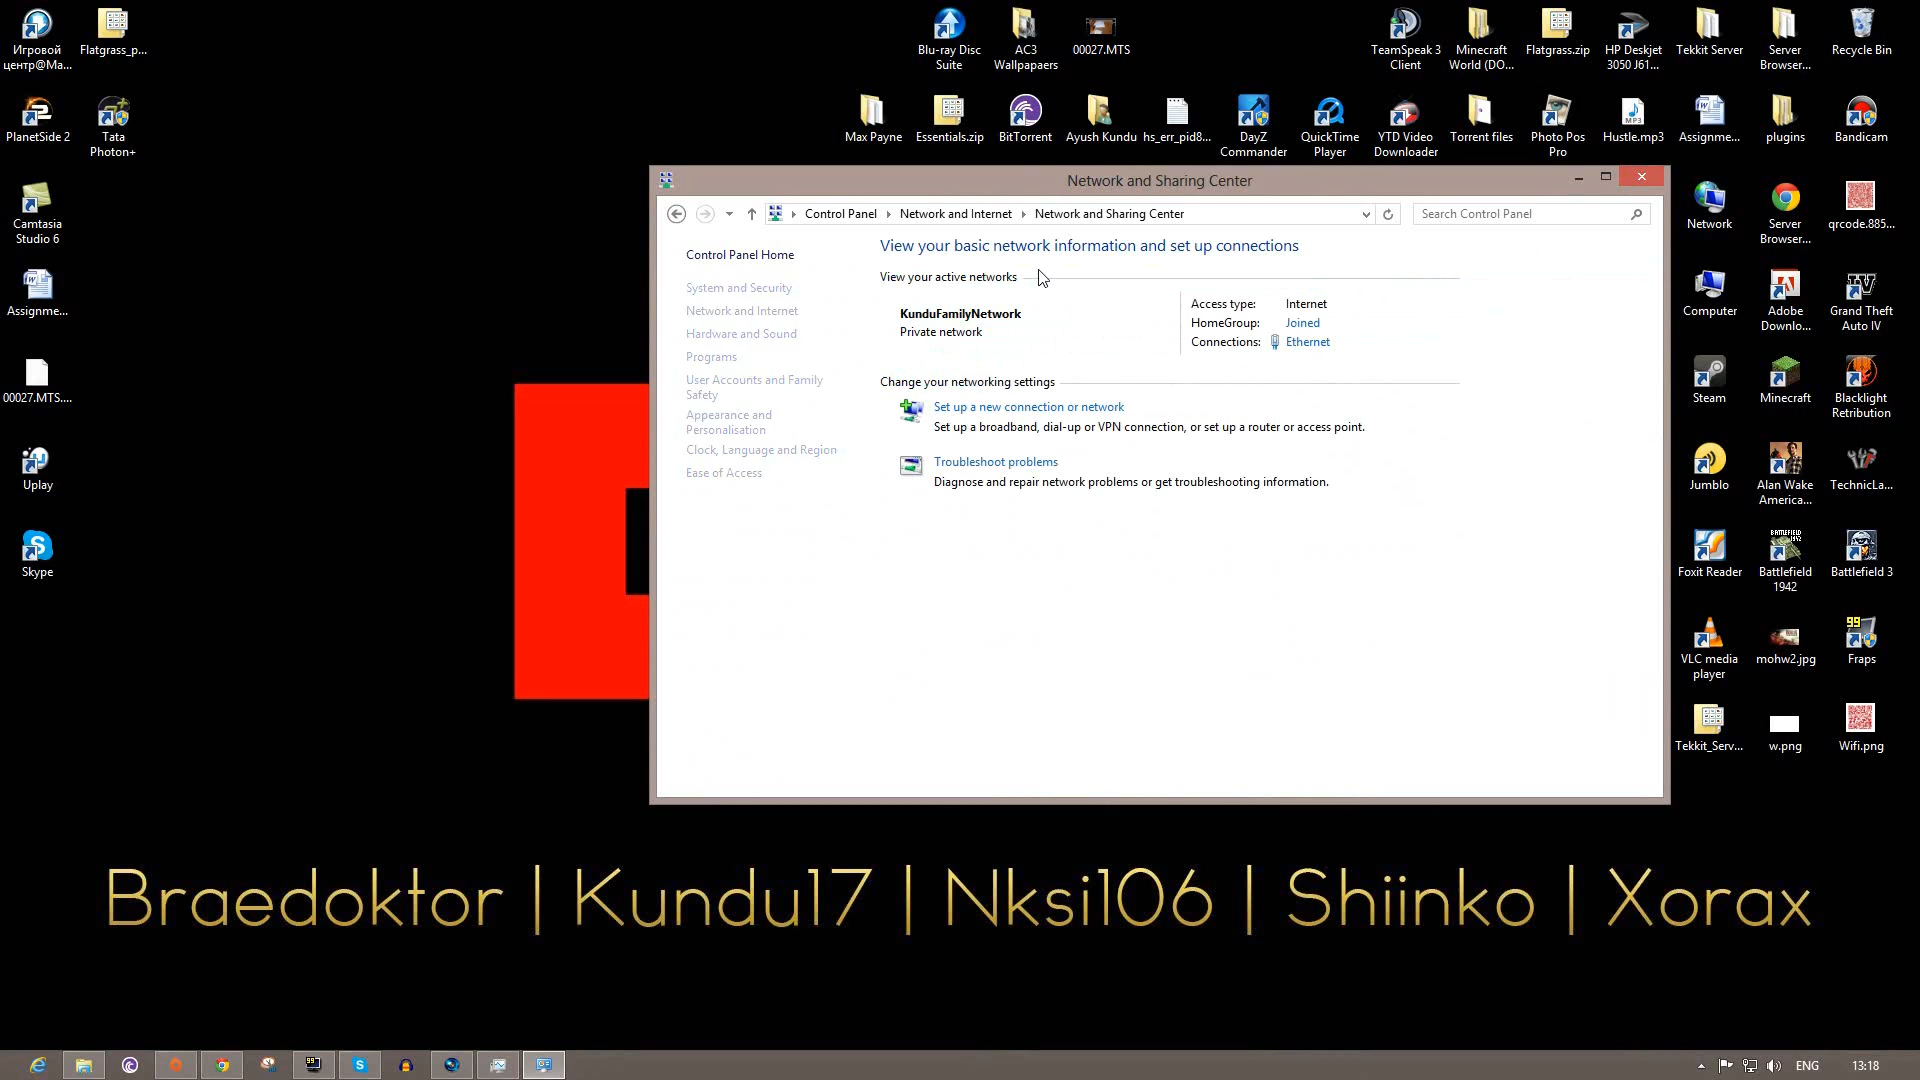 Игровой
центр@Ma...
Flatgrass_p...
Blu-ray Disc
Suite
AC3
Wallpapaers
00027.MTS
TeamSpeak 3
Client
Minecraft
World (DO...
Flatgrass.zip
HP Deskjet
3050 J61...
Tekkit Server
Server
Browser...
Recycle Bin
PlanetSide 2
Tata
Photon+
Max Payne
Essentials.zip
BitTorrent
Ayush Kundu
hs_err_pid8...
DayZ
Commander
QuickTime
Player
YTD Video
Downloader
Torrent files
Photo Pos
Pro
Hustle.mp3
Assignme...
plugins
Bandicam
Camtasia
Studio 6
Assignme...
00027.MTS....
Uplay
Skype
Network and Sharing Center
Control Panel
Network and Internet
Network and Sharing Center
Search Control Panel
Control Panel Home
System and Security
Network and Internet
Hardware and Sound
Programs
User Accounts and Family
Safety
Appearance and
Personalisation
Clock, Language and Region
Ease of Access
View your basic network information and set up connections
View your active networks
KunduFamilyNetwork
Private network
Access type: Internet
HomeGroup: Joined
Connections: Ethernet
Change your networking settings
Set up a new connection or network
Set up a broadband, dial-up or VPN connection, or set up a router or access point.
Troubleshoot problems
Diagnose and repair network problems or get troubleshooting information.
Network
Server
Browser...
qrcode.885...
Computer
Adobe
Downlo...
Grand Theft
Auto IV
Steam
Minecraft
Blacklight
Retribution
Jumblo
Alan Wake
America...
TechnicLa...
Foxit Reader
Battlefield
1942
Battlefield 3
VLC media
player
mohw2.jpg
99
Fraps
Tekkit_Serv...
w.png
Wifi.png
Braedoktor | Kundu17 | Nksi106 | Shiinko | Xorax
99
ENG
13:18